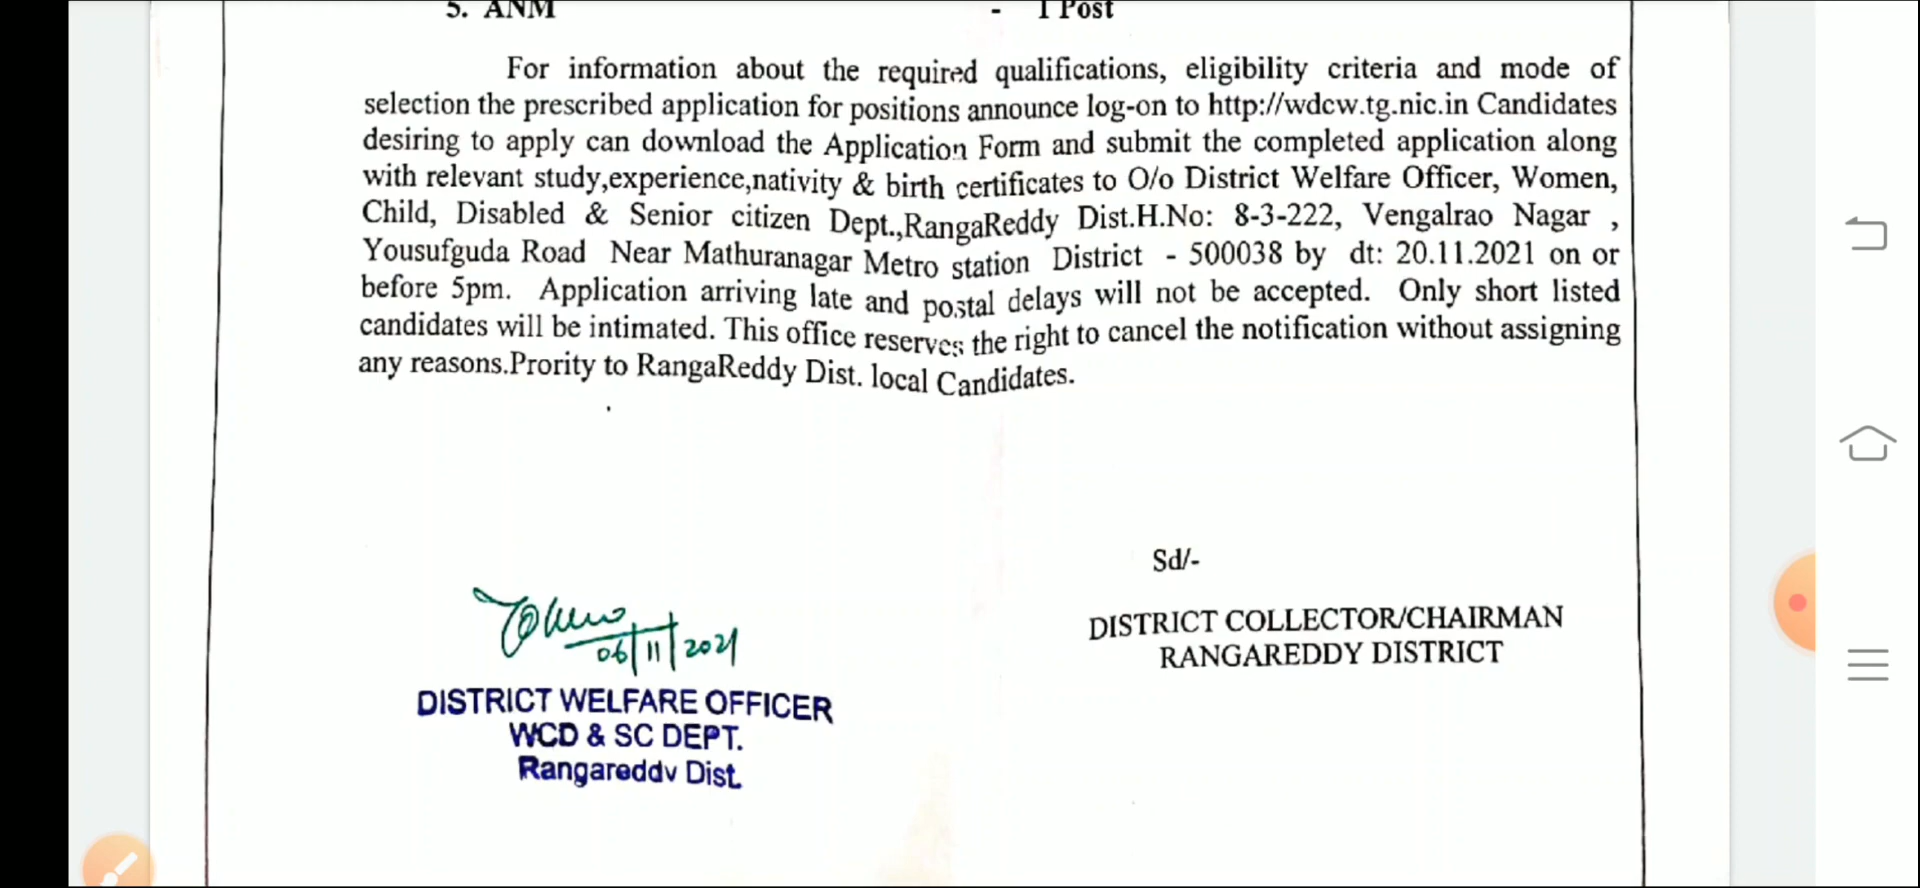 5. ANM - 1 Post
For information about the required qualifications, eligibility criteria and mode of
selection the prescribed application for positions announce log-on to http://wdcw.tg.nic.in Candidates
desiring to apply can download the Application Form and submit the completed application along
with relevant study,experience,nativity & birth certificates to O/o District Welfare Officer, Women,
Child, Disabled & Senior citizen Dept.,RangaReddy Dist.H.No: 8-3-222, Vengalrao Nagar ,
Yousufguda Road Near Mathuranagar Metro station District - 500038 by dt: 20.11.2021 on or
before 5pm. Application arriving late and postal delays will not be accepted. Only short listed
candidates will be intimated. This office reserves the right to cancel the notification without assigning
any reasons.Prority to RangaReddy Dist. local Candidates.
Sd/-
DISTRICT COLLECTOR/CHAIRMAN
RANGAREDDY DISTRICT
06/11/2021
DISTRICT WELFARE OFFICER
WCD & SC DEPT.
Rangareddy Dist.